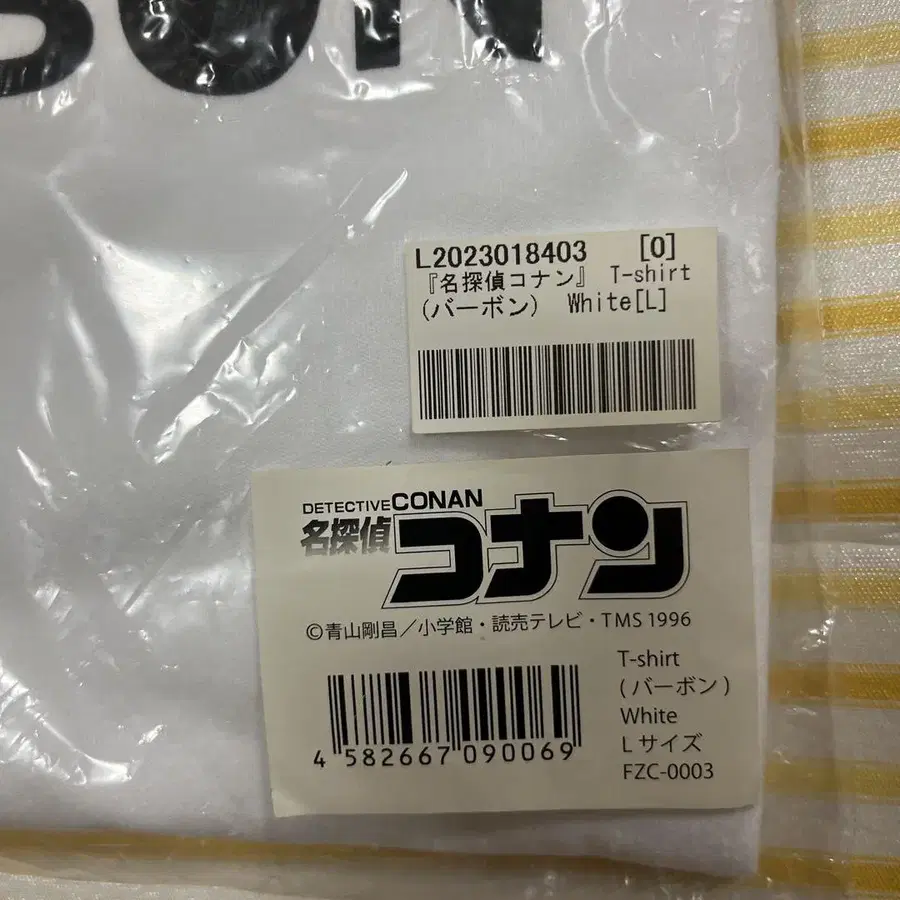 BON
L2023018403 [0]
『名探偵コナン』 T-shirt
(バーボン) White[L]
DETECTIVE CONAN
名探偵コナン
©青山剛昌／小学館・読売テレビ・TMS 1996
T-shirt
(バーボン)
White
Lサイズ
FZC-0003
4 582667 090069